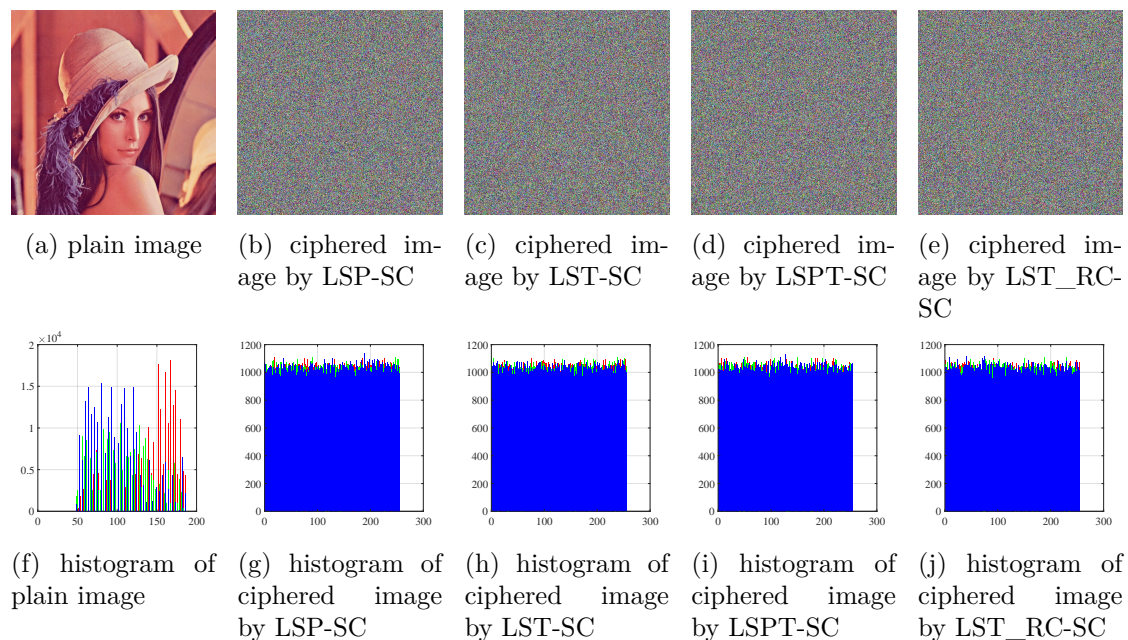 (a) plain image
(b) ciphered im-
age by LSP-SC
(c) ciphered im-
age by LST-SC
(d) ciphered im-
age by LSPT-SC
(e) ciphered im-
age by LST_RC-
SC
×10⁴
2
1.5
1
0.5
0
0 50 100 150 200
1200
1000
800
600
400
200
0
0 100 200 300
1200
1000
800
600
400
200
0
0 100 200 300
1200
1000
800
600
400
200
0
0 100 200 300
1200
1000
800
600
400
200
0
0 100 200 300
(f) histogram of
plain image
(g) histogram of
ciphered image
by LSP-SC
(h) histogram of
ciphered image
by LST-SC
(i) histogram of
ciphered image
by LSPT-SC
(j) histogram of
ciphered image
by LST_RC-SC